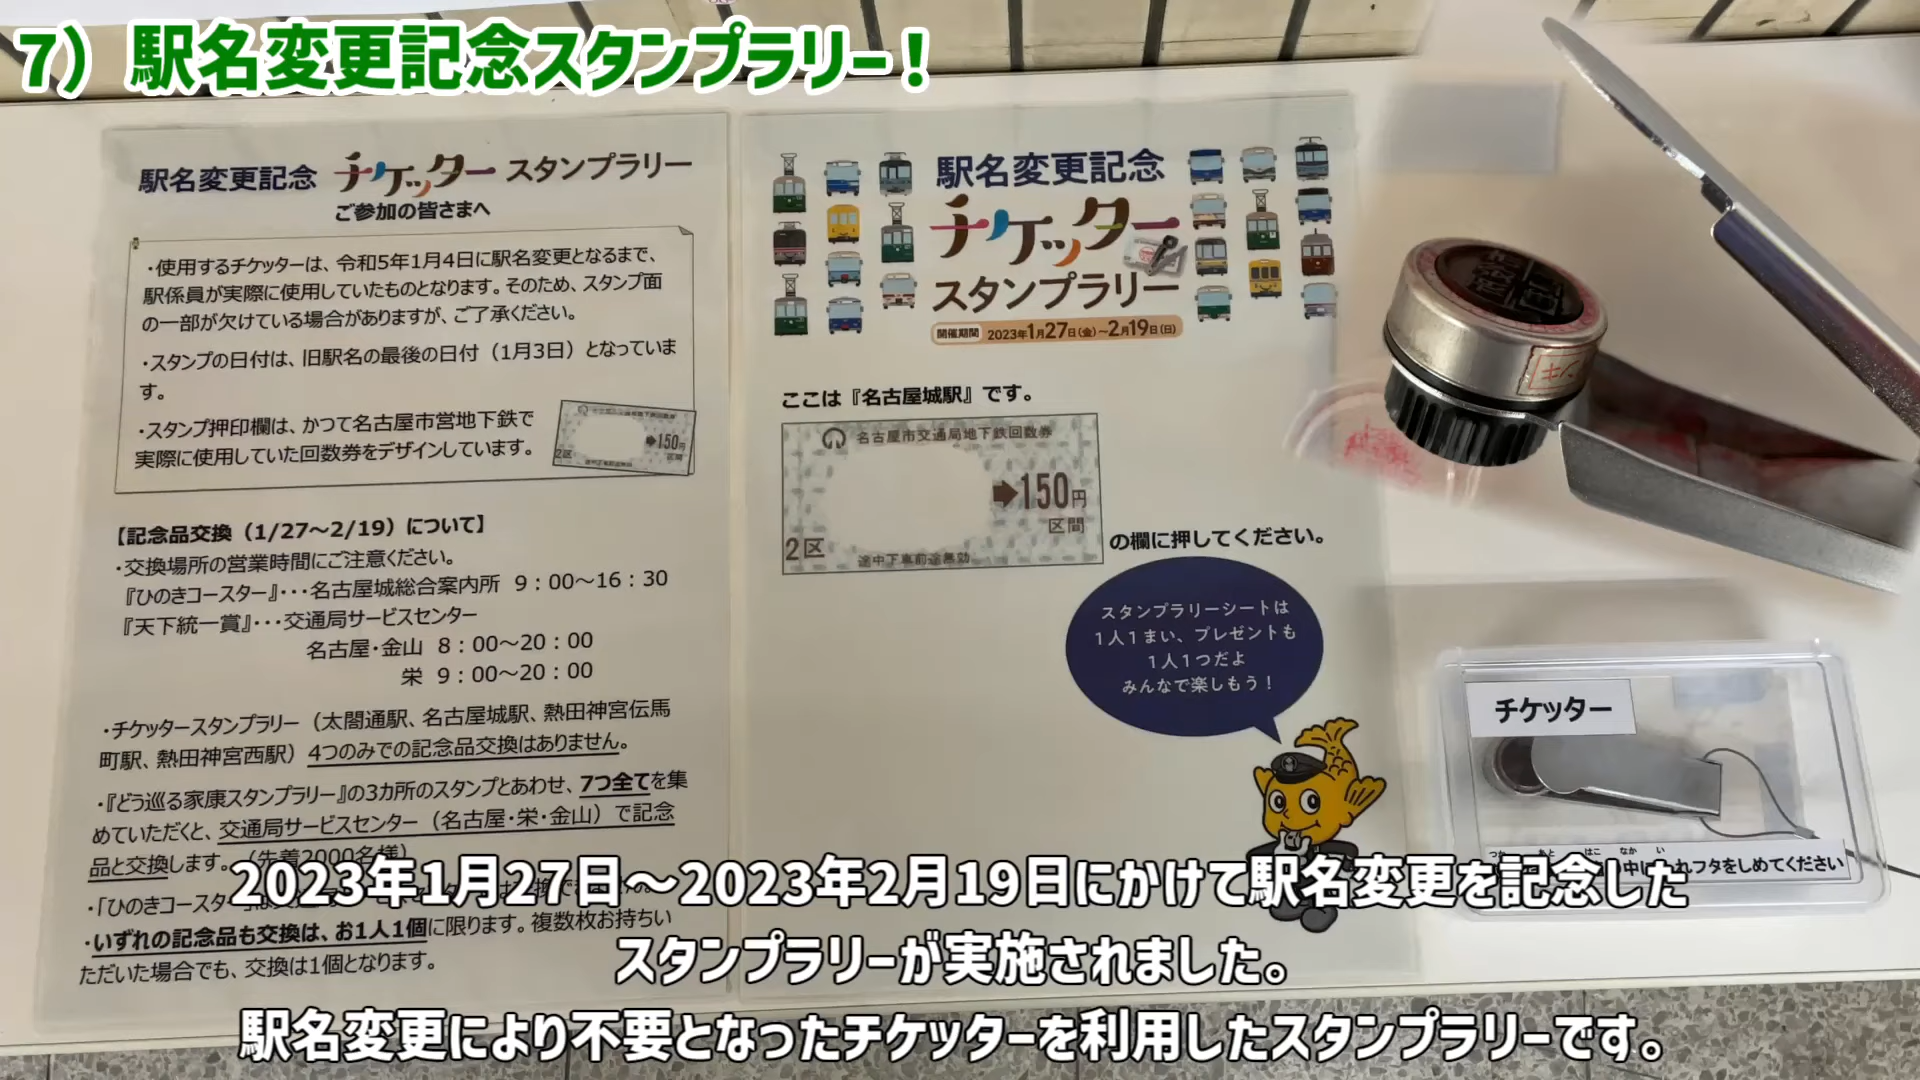 7）駅名変更記念スタンプラリー！
駅名変更記念 チケッター スタンプラリー
ご参加の皆さまへ
・使用するチケッターは、令和5年1月4日に駅名変更となるまで、
駅係員が実際に使用していたものとなります。そのため、スタンプ面
の一部が欠けている場合がありますが、ご了承ください。
・スタンプの日付は、旧駅名の最後の日付（1月3日）となっていま
す。
・スタンプ押印欄は、かつて名古屋市営地下鉄で
実際に使用していた回数券をデザインしています。
➡150円
区間
2区
【記念品交換（1/27～2/19）について】
・交換場所の営業時間にご注意ください。
『ひのきコースター』･･･名古屋城総合案内所 9：00～16：30
『天下統一賞』･･･交通局サービスセンター
名古屋・金山 8：00～20：00
栄 9：00～20：00
・チケッタースタンプラリー（太閤通駅、名古屋城駅、熱田神宮伝馬
町駅、熱田神宮西駅）4つのみでの記念品交換はありません。
・『どう巡る家康スタンプラリー』の3カ所のスタンプとあわせ、7つ全てを集
めていただくと、交通局サービスセンター（名古屋・栄・金山）で記念
品と交換します。（先着2000名様）
・「ひのきコースター
・いずれの記念品も交換は、お1人1個に限ります。複数枚お持ちい
ただいた場合でも、交換は1個となります。
駅名変更記念
チケッター
スタンプラリー
開催期間 2023年1月27日(金)～2月19日(日)
ここは『名古屋城駅』です。
名古屋市交通局地下鉄回数券
➡150円
区間
2区
途中下車前途無効
の欄に押してください。
スタンプラリーシートは
1人1まい、プレゼントも
1人1つだよ
みんなで楽しもう！
チケッター
フタをしめてください
2023年1月27日～2023年2月19日にかけて駅名変更を記念した
スタンプラリーが実施されました。
駅名変更により不要となったチケッターを利用したスタンプラリーです。